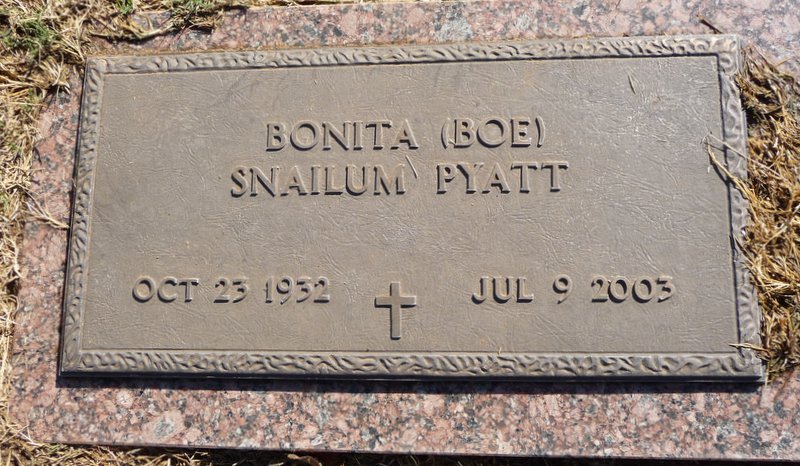 BONITA (BOE)
SNAILUM PYATT
OCT 23 1932 JUL 9 2003